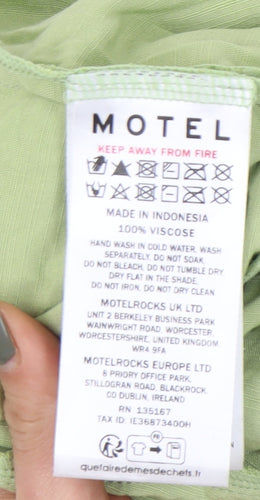 MOTEL
KEEP AWAY FROM FIRE
MADE IN INDONESIA
100% VISCOSE
HAND WASH IN COLD WATER, WASH
SEPARATELY, DO NOT SOAK
DO NOT BLEACH, DO NOT TUMBLE DRY
DRY FLAT IN THE SHADE,
DO NOT IRON, DO NOT DRY CLEAN
MOTELROCKS UK LTD
UNIT 2 BERKELEY BUSINESS PARK
WAINWRIGHT ROAD, WORCESTER
WORCESTERSHIRE, UNITED KINGDOM
WR4 9FA
MOTELROCKS EUROPE LTD
6 PRIORY OFFICE PARK,
STILLORGAN ROAD, BLACKROCK
CO DUBLIN, IRELAND
RN 135167
TAX ID: IE3687340OH
FR
quefairedemesdechets.fr